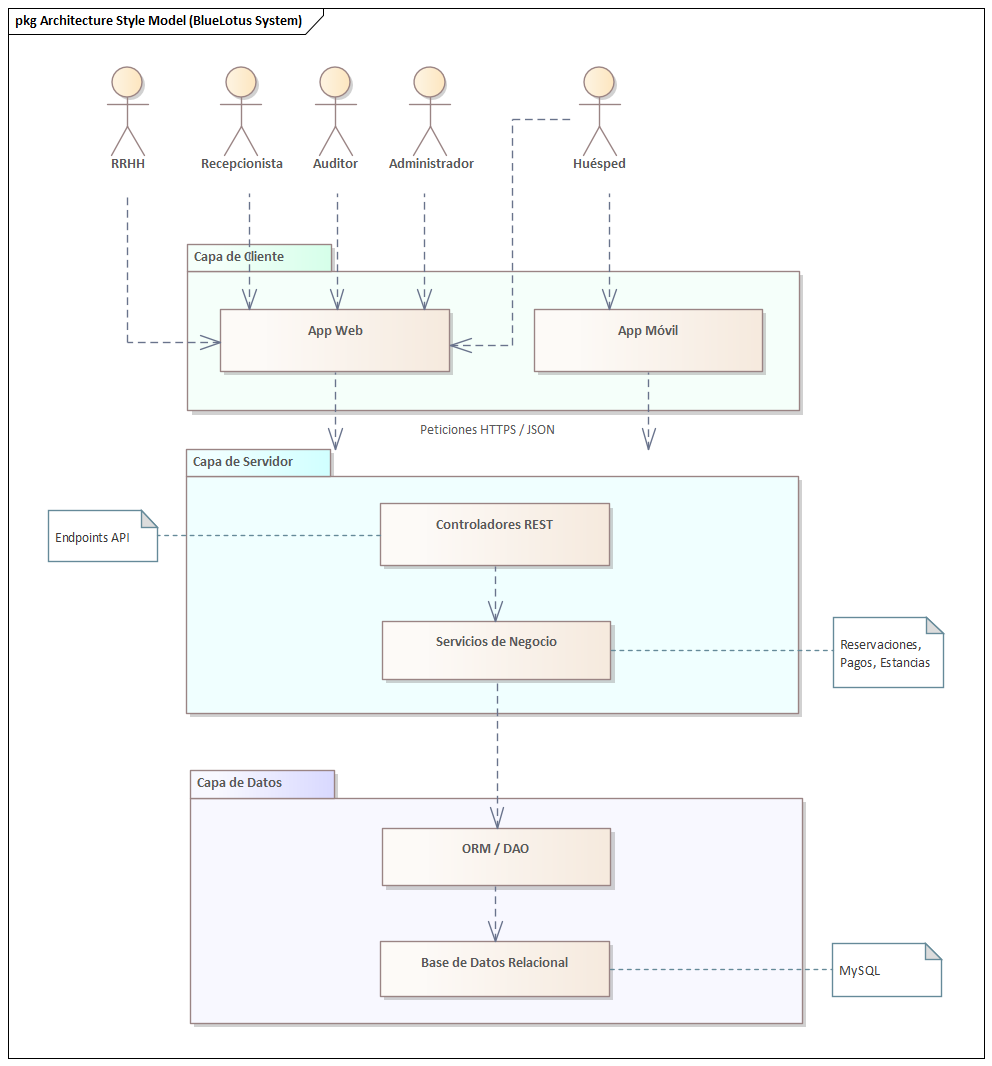 pkg Architecture Style Model (BlueLotus System)
RRHH
Recepcionista
Auditor
Administrador
Huésped
Capa de Cliente
App Web
App Móvil
Peticiones HTTPS / JSON
Capa de Servidor
Controladores REST
Endpoints API
Servicios de Negocio
Reservaciones,
Pagos, Estancias
Capa de Datos
ORM / DAO
Base de Datos Relacional
MySQL